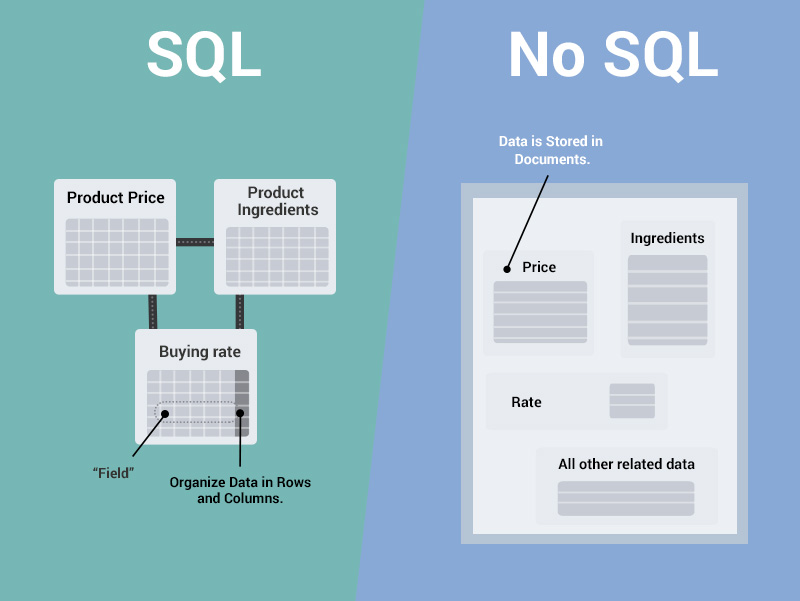 SQL
No SQL
Product Price
Product
Ingredients
Buying rate
“Field”
Organize Data in Rows
and Columns.
Data is Stored in
Documents.
Price
Ingredients
Rate
All other related data